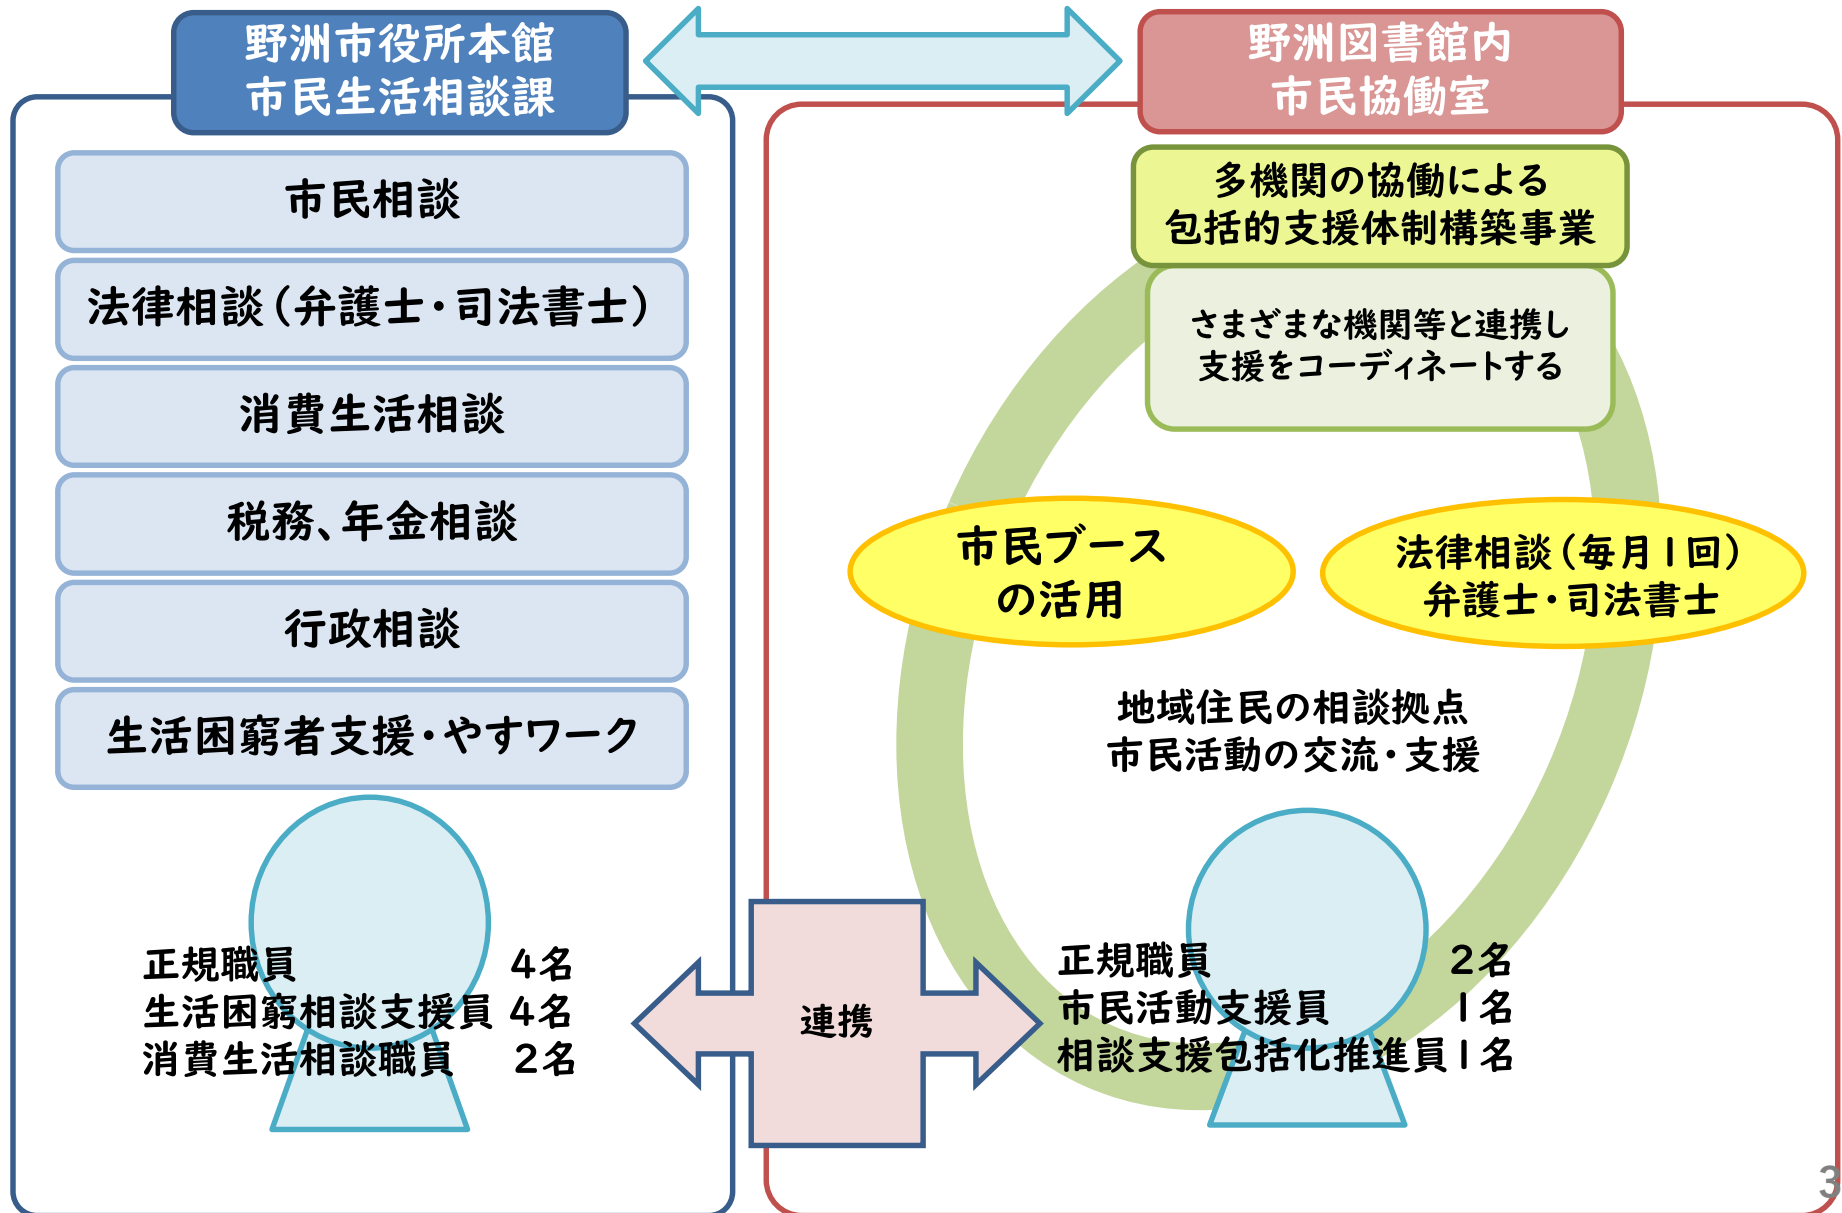 野洲市役所本館
市民生活相談課
市民相談
法律相談（弁護士・司法書士）
消費生活相談
税務、年金相談
行政相談
生活困窮者支援・やすワーク
正規職員 4名
生活困窮相談支援員 4名
消費生活相談職員 2名
連携
野洲図書館内
市民協働室
多機関の協働による
包括的支援体制構築事業
さまざまな機関等と連携し
支援をコーディネートする
市民ブース
の活用
法律相談（毎月1回）
弁護士・司法書士
地域住民の相談拠点
市民活動の交流・支援
正規職員 2名
市民活動支援員 1名
相談支援包括化推進員1名
3